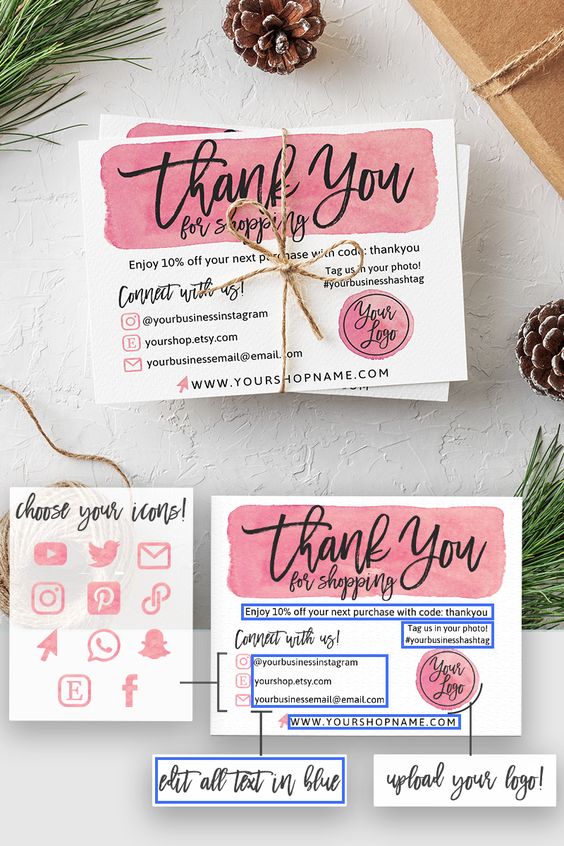 Thank You
for shopping
Enjoy 10% off your next purchase with code: thankyou
Connect with us!
Tag us in your photo!
#yourbusinesshashtag
@yourbusinessinstagram
yourshop.etsy.com
yourbusinessemail@email.com
Your
Logo
WWW.YOURSHOPNAME.COM
OM
choose your icons!
E
f
Thank You
for shopping
Enjoy 10% off your next purchase with code: thankyou
Tag us in your photo!
#yourbusinesshashtag
Connect with us!
@yourbusinessinstagram
E yourshop.etsy.com
yourbusinessemail@email.com
Your
Logo
WWW.YOURSHOPNAME.COM
edit all text in blue
upload your logo!